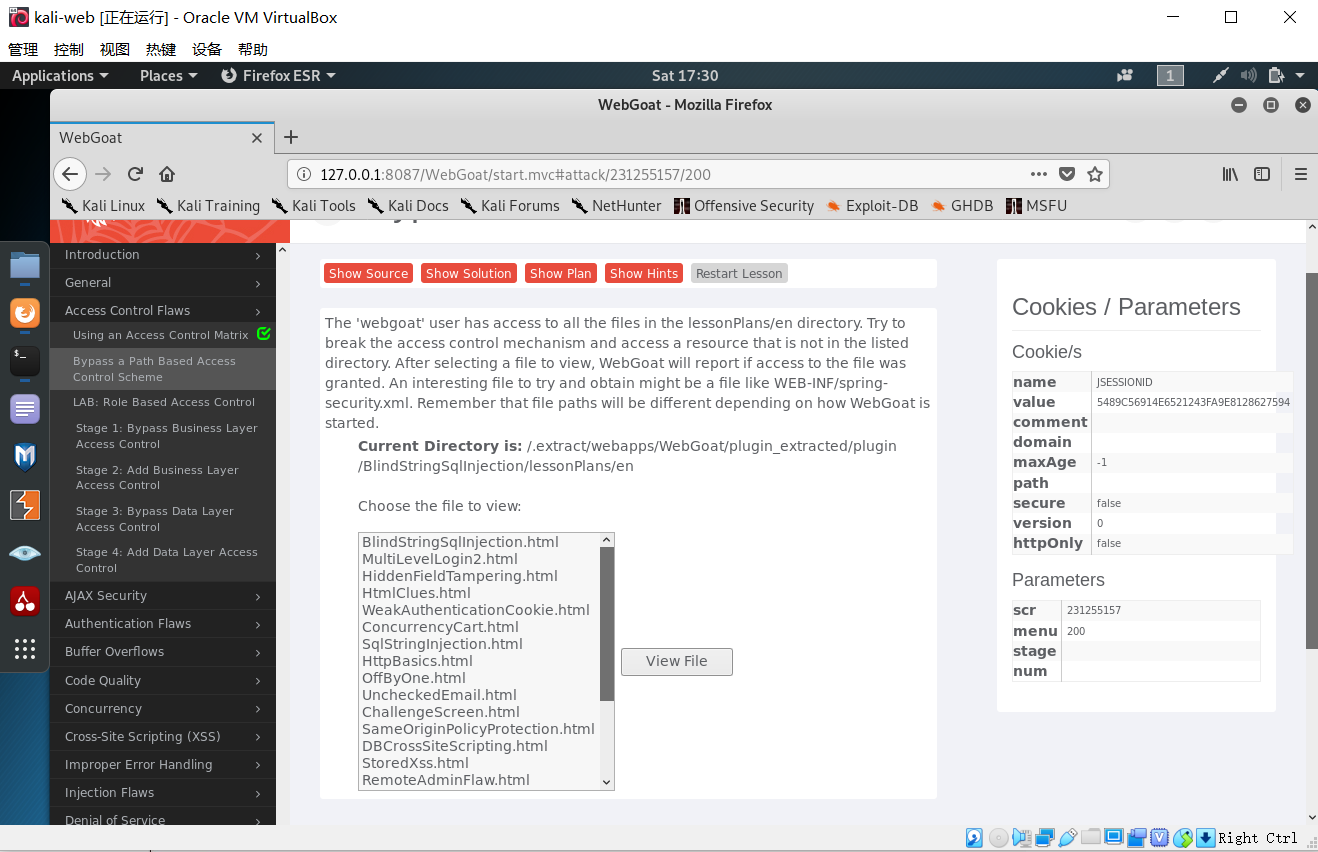 kali-web [正在运行] - Oracle VM VirtualBox
管理 控制 视图 热键 设备 帮助
Applications Places Firefox ESR Sat 17:30 1
WebGoat - Mozilla Firefox
WebGoat
127.0.0.1:8087/WebGoat/start.mvc#attack/231255157/200
Kali Linux Kali Training Kali Tools Kali Docs Kali Forums NetHunter Offensive Security Exploit-DB GHDB MSFU
Introduction
General
Access Control Flaws
Using an Access Control Matrix
Bypass a Path Based Access
Control Scheme
LAB: Role Based Access Control
Stage 1: Bypass Business Layer
Access Control
Stage 2: Add Business Layer
Access Control
Stage 3: Bypass Data Layer
Access Control
Stage 4: Add Data Layer Access
Control
AJAX Security
Authentication Flaws
Buffer Overflows
Code Quality
Concurrency
Cross-Site Scripting (XSS)
Improper Error Handling
Injection Flaws
Denial of Service
Show Source Show Solution Show Plan Show Hints Restart Lesson
The 'webgoat' user has access to all the files in the lessonPlans/en directory. Try to
break the access control mechanism and access a resource that is not in the listed
directory. After selecting a file to view, WebGoat will report if access to the file was
granted. An interesting file to try and obtain might be a file like WEB-INF/spring-
security.xml. Remember that file paths will be different depending on how WebGoat is
started.
Current Directory is: /.extract/webapps/WebGoat/plugin_extracted/plugin
/BlindStringSqlInjection/lessonPlans/en
Choose the file to view:
BlindStringSqlInjection.html
MultiLevelLogin2.html
HiddenFieldTampering.html
HtmlClues.html
WeakAuthenticationCookie.html
ConcurrencyCart.html
SqlStringInjection.html
HttpBasics.html
OffByOne.html
UncheckedEmail.html
ChallengeScreen.html
SameOriginPolicyProtection.html
DBCrossSiteScripting.html
StoredXss.html
RemoteAdminFlaw.html
View File
Cookies / Parameters
Cookie/s
name JSESSIONID
value 5489C56914E6521243FA9E8128627594
comment
domain
maxAge -1
path
secure false
version 0
httpOnly false
Parameters
scr 231255157
menu 200
stage
num
Right Ctrl